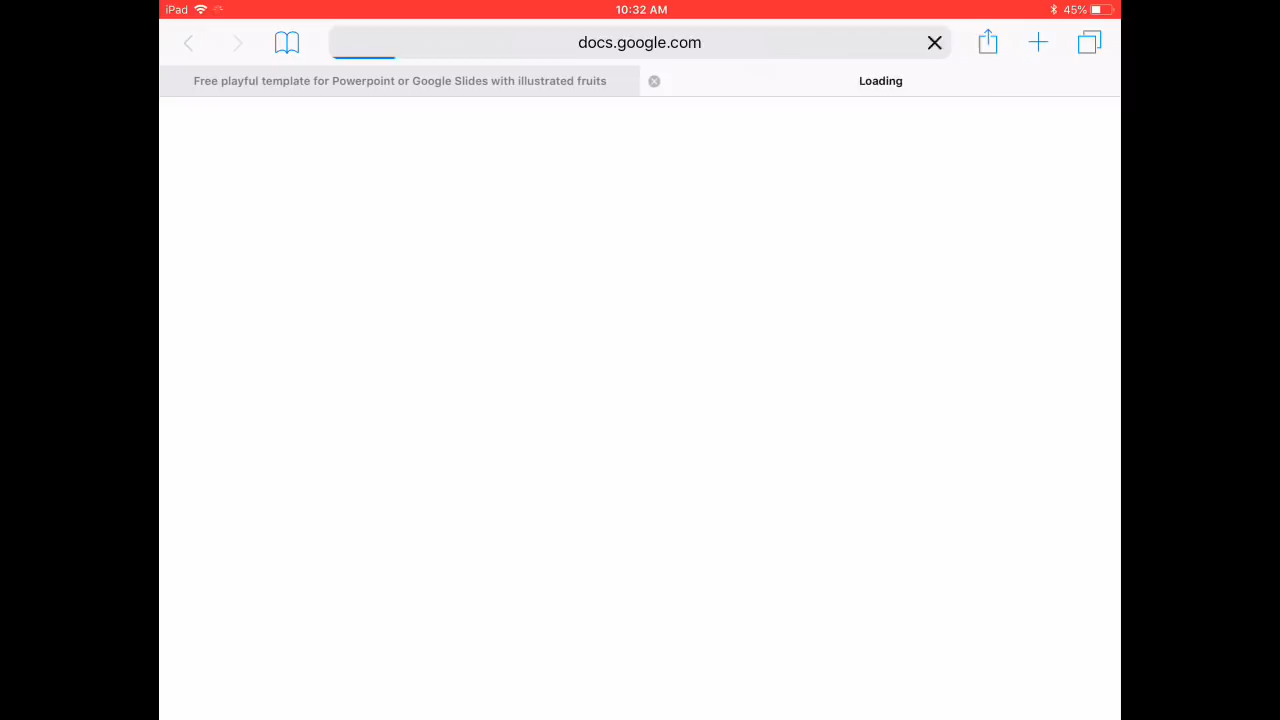 iPad 10:32 AM 45%
docs.google.com
Free playful template for Powerpoint or Google Slides with illustrated fruits
Loading